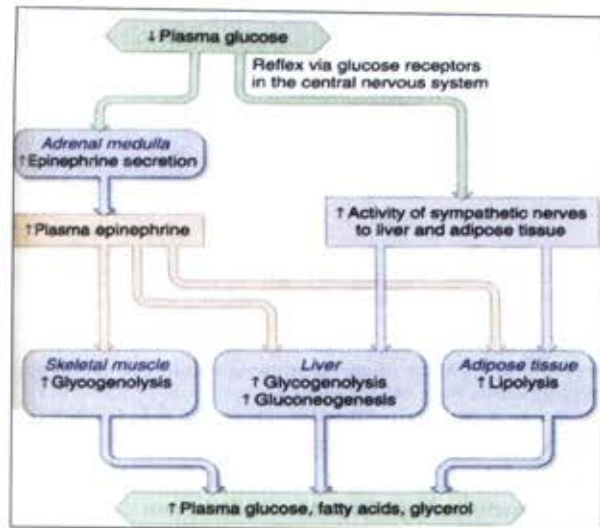 ↓ Plasma glucose
Reflex via glucose receptors
in the central nervous system
Adrenal medulla
↑Epinephrine secretion
↑Plasma epinephrine
↑ Activity of sympathetic nerves
to liver and adipose tissue
Skeletal muscle
↑ Glycogenolysis
Liver
↑ Glycogenolysis
↑ Gluconeogenesis
Adipose tissue
↑ Lipolysis
↑ Plasma glucose, fatty acids, glycerol